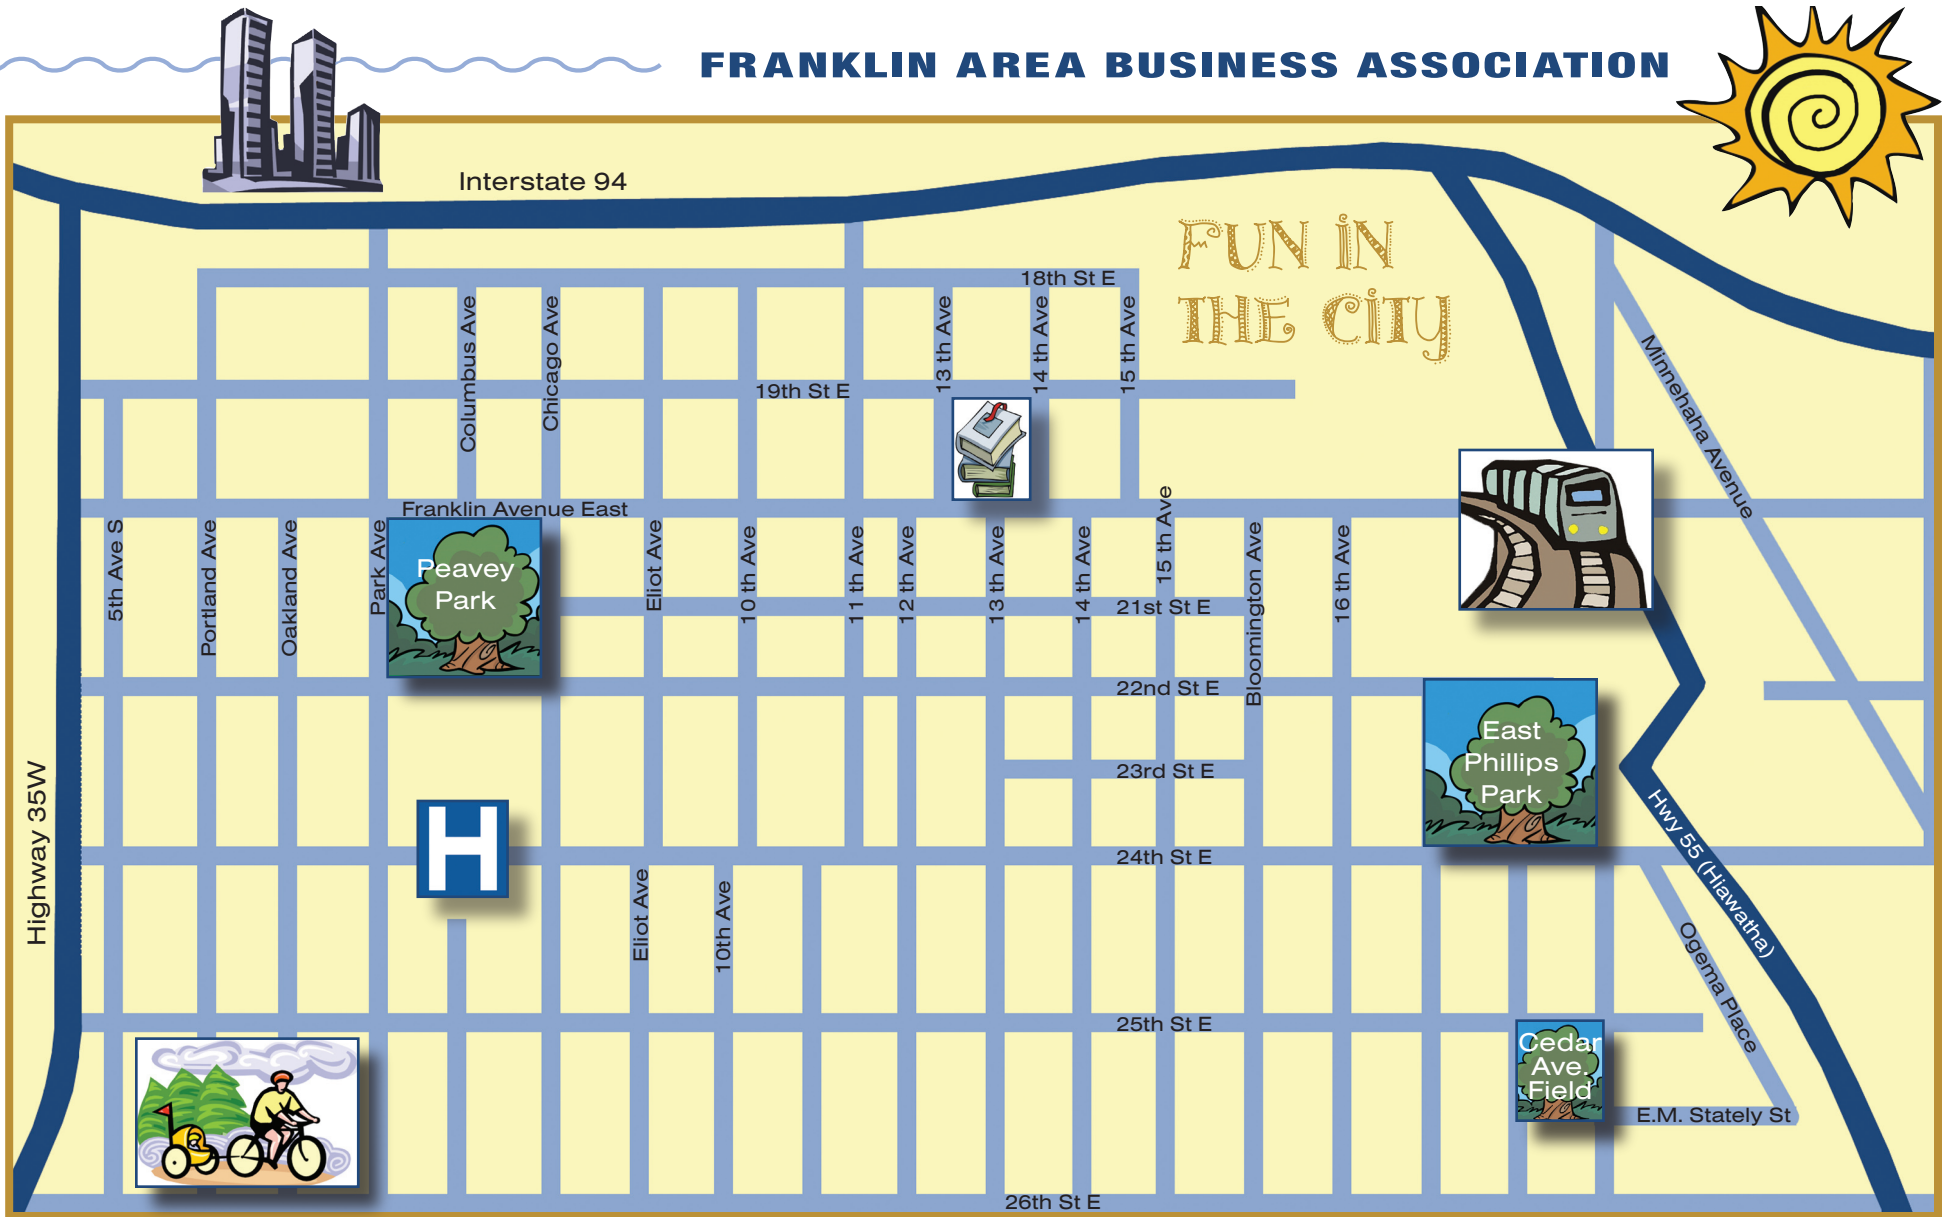 FRANKLIN AREA BUSINESS ASSOCIATION
Interstate 94
FUN IN
THE CITY
18th St E
Columbus Ave
Chicago Ave
13 th Ave
14 th Ave
15 th Ave
Minnehaha Avenue
19th St E
Franklin Avenue East
5th Ave S
Portland Ave
Oakland Ave
Park Ave
Peavey
Park
Eliot Ave
10 th Ave
11 th Ave
12 th Ave
13 th Ave
14 th Ave
15 th Ave
Bloomington Ave
16 th Ave
21st St E
22nd St E
East
Phillips
Park
23rd St E
Highway 35W
H
24th St E
Hwy 55 (Hiawatha)
Eliot Ave
10th Ave
Ogema Place
25th St E
Cedar
Ave.
Field
E.M. Stately St
26th St E